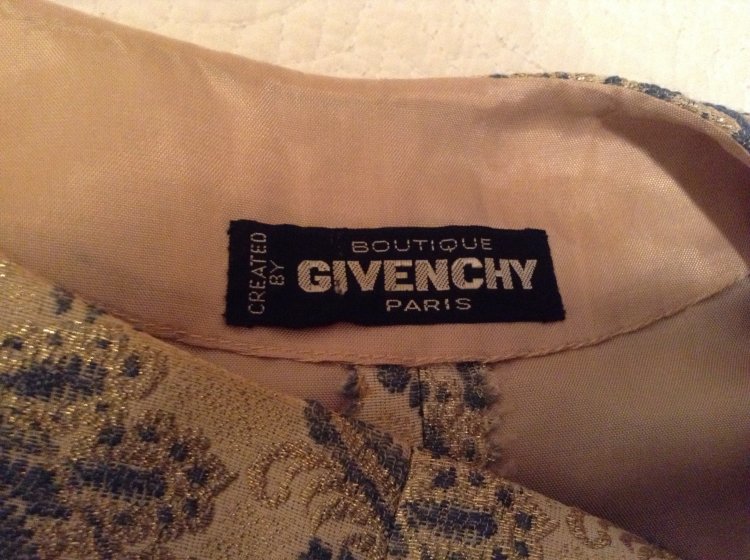 CREATED
BY
BOUTIQUE
GIVENCHY
PARIS